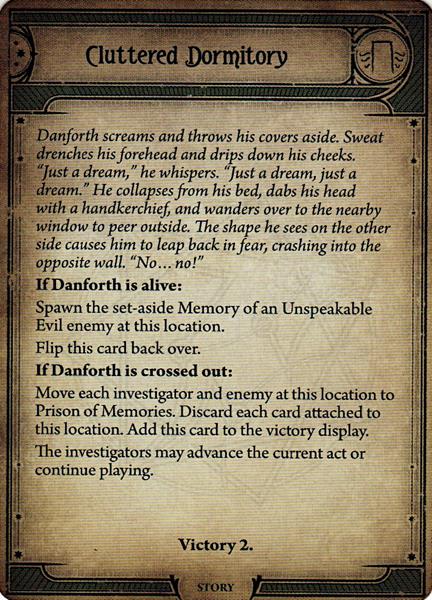 Cluttered Dormitory
Danforth screams and throws his covers aside. Sweat
drenches his forehead and drips down his cheeks.
“Just a dream,” he whispers. “Just a dream, just a
dream.” He collapses from his bed, dabs his head
with a handkerchief, and wanders over to the nearby
window to peer outside. The shape he sees on the other
side causes him to leap back in fear, crashing into the
opposite wall. “No… no!”
If Danforth is alive:
Spawn the set-aside Memory of an Unspeakable
Evil enemy at this location.
Flip this card back over.
If Danforth is crossed out:
Move each investigator and enemy at this location to
Prison of Memories. Discard each card attached to
this location. Add this card to the victory display.
The investigators may advance the current act or
continue playing.
Victory 2.
STORY